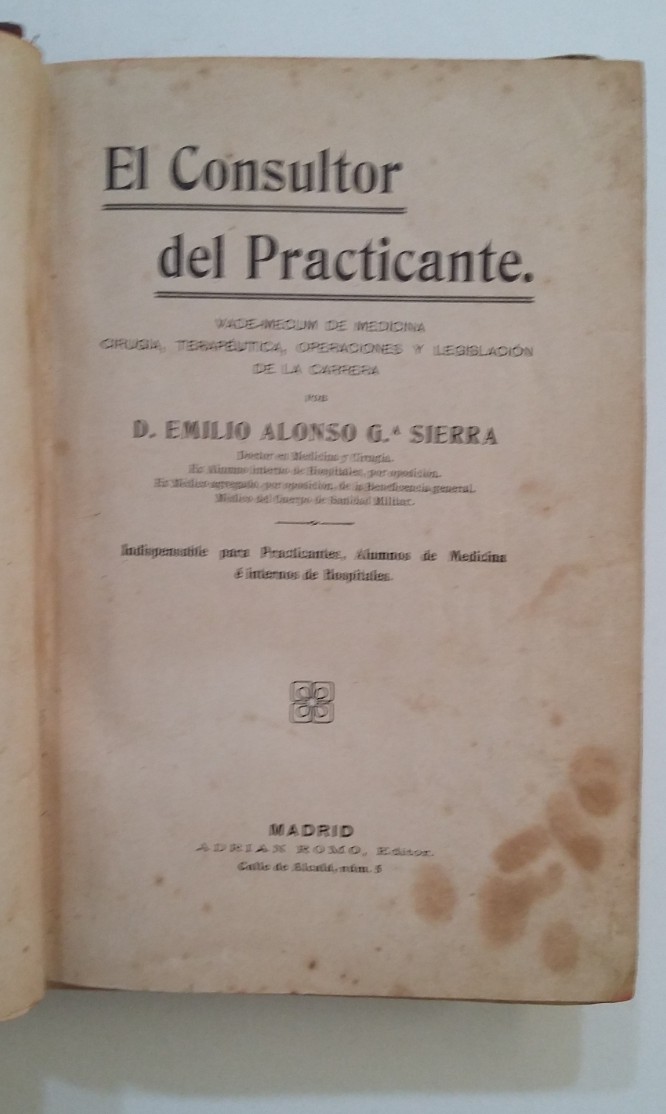 El Consultor
del Practicante.
VADE-MECUM DE MEDICINA
CIRUGÍA, TERAPÉUTICA, OPERACIONES Y LEGISLACIÓN
DE LA CARRERA
POR
D. EMILIO ALONSO G.ª SIERRA
Doctor en Medicina y Cirugía.
Ex Alumno interno de Hospitales, por oposición.
Ex Médico agregado, por oposición, de la Beneficencia general.
Médico del Cuerpo de Sanidad Militar.
Indispensable para Practicantes, Alumnos de Medicina
é internos de Hospitales.
MADRID
ADRIAN ROMO, Editor.
Calle de Alcalá, núm. 5